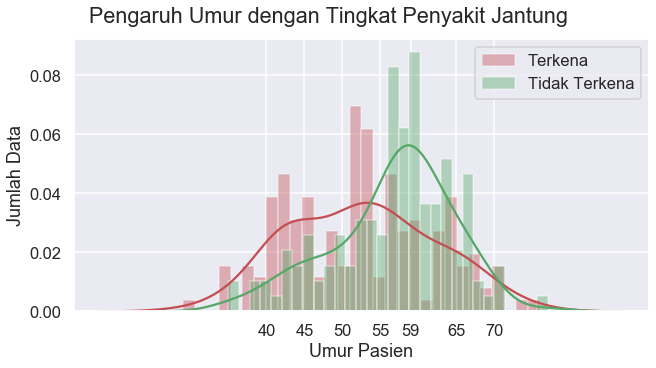 Pengaruh Umur dengan Tingkat Penyakit Jantung
Terkena
Tidak Terkena
Jumlah Data
0.08
0.06
0.04
0.02
0.00
40 45 50 55 59 65 70
Umur Pasien